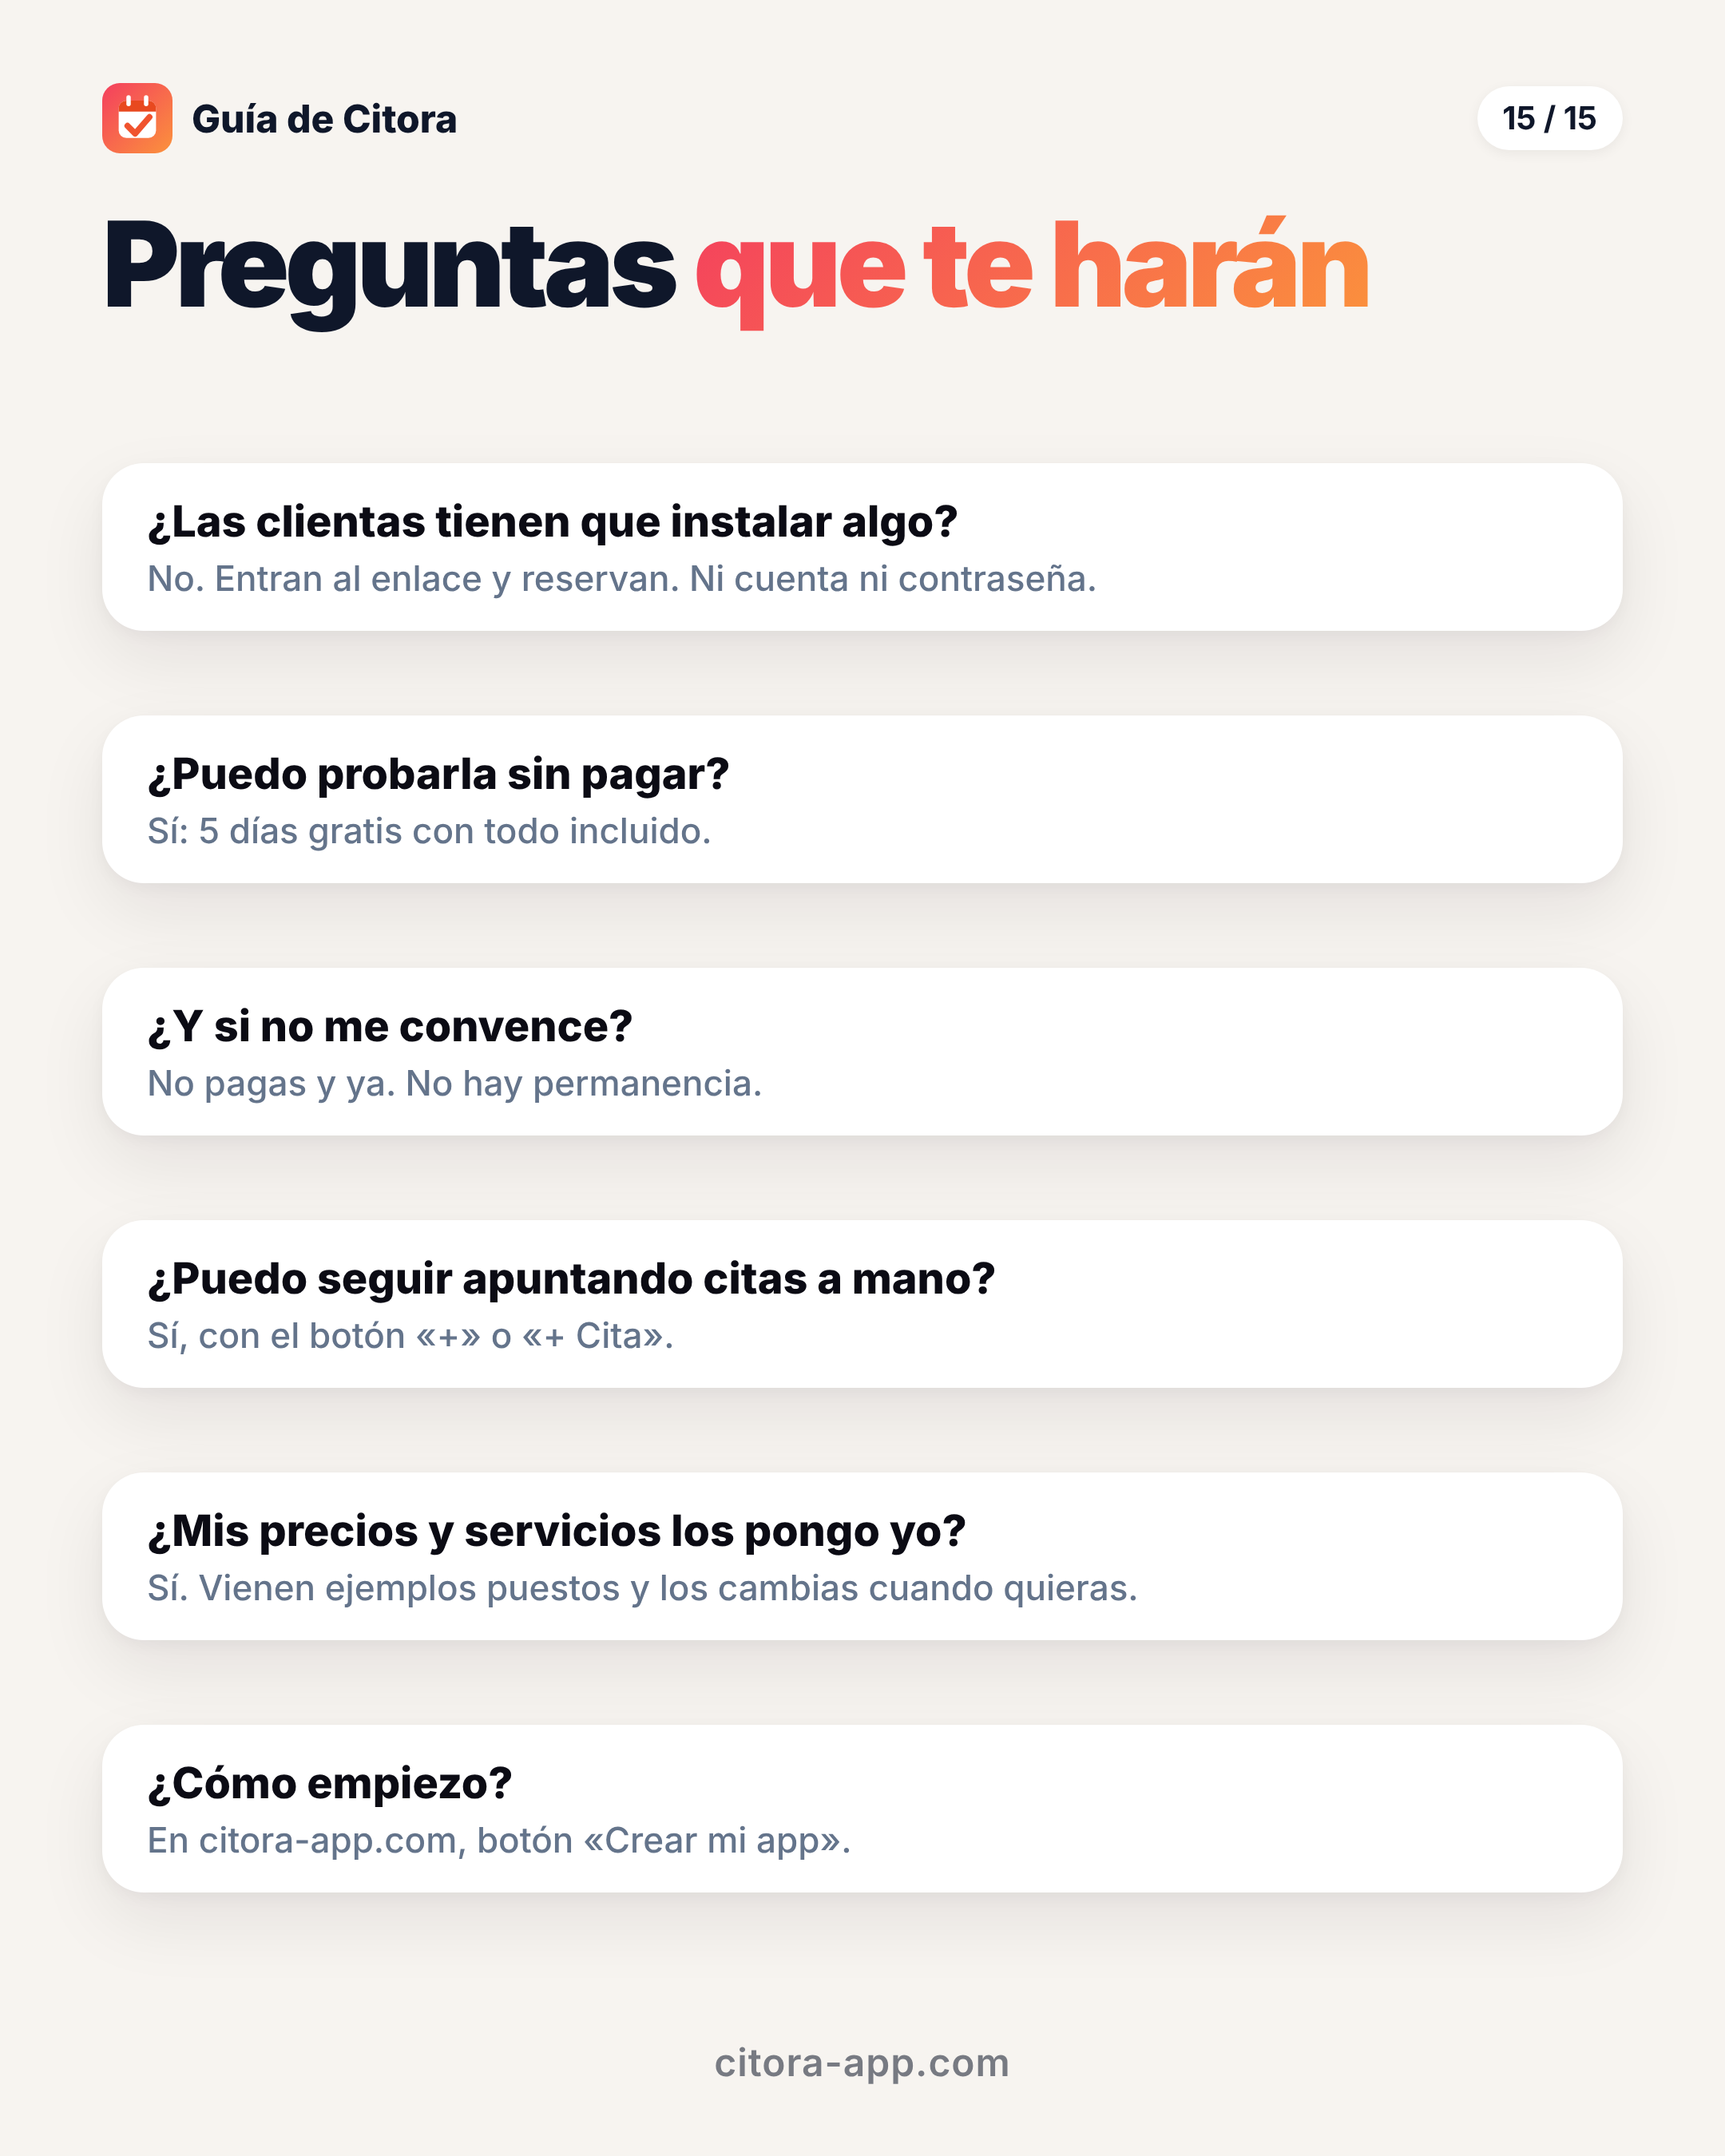 Guía de Citora
15 / 15
Preguntas que te harán
¿Las clientas tienen que instalar algo?
No. Entran al enlace y reservan. Ni cuenta ni contraseña.
¿Puedo probarla sin pagar?
Sí: 5 días gratis con todo incluido.
¿Y si no me convence?
No pagas y ya. No hay permanencia.
¿Puedo seguir apuntando citas a mano?
Sí, con el botón «+» o «+ Cita».
¿Mis precios y servicios los pongo yo?
Sí. Vienen ejemplos puestos y los cambias cuando quieras.
¿Cómo empiezo?
En citora-app.com, botón «Crear mi app».
citora-app.com